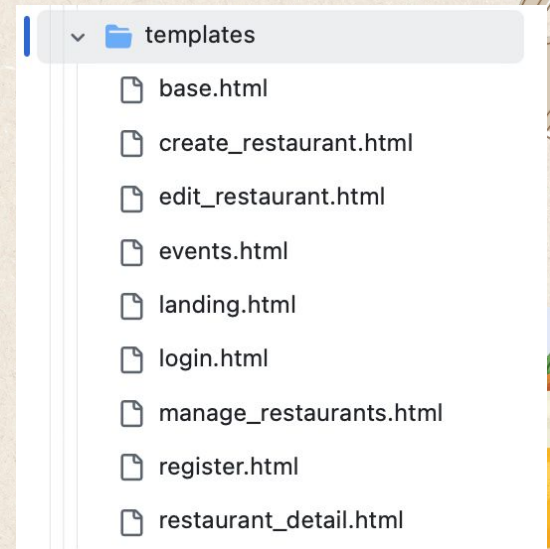 templates
base.html
create_restaurant.html
edit_restaurant.html
events.html
landing.html
login.html
manage_restaurants.html
register.html
restaurant_detail.html